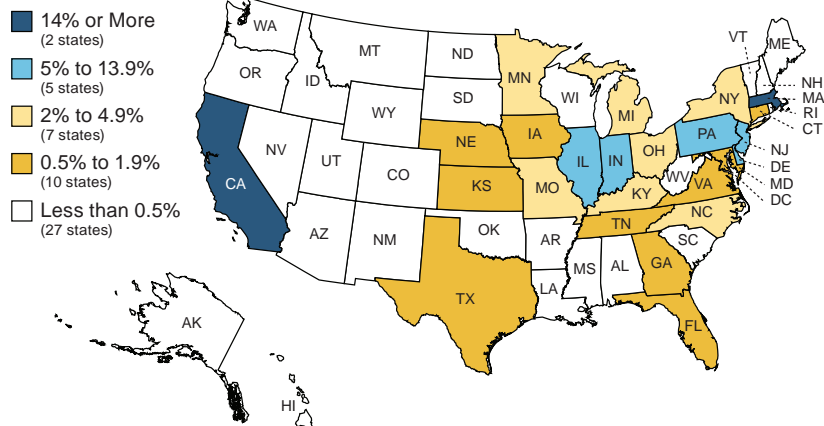 14% or More
(2 states)
5% to 13.9%
(5 states)
2% to 4.9%
(7 states)
0.5% to 1.9%
(10 states)
Less than 0.5%
(27 states)
WA
OR
CA
NV
ID
MT
WY
UT
AZ
CO
NM
ND
SD
NE
KS
OK
TX
MN
IA
MO
AR
LA
WI
IL
MS
MI
IN
KY
TN
AL
OH
WV
VA
NC
SC
GA
FL
PA
NY
VT
ME
NH
MA
RI
CT
NJ
DE
MD
DC
AK
HI